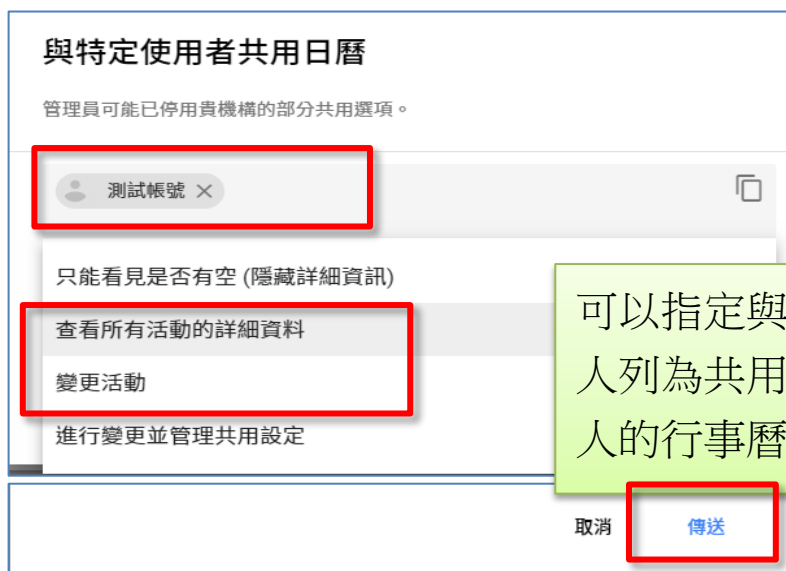 與特定使用者共用日曆
管理員可能已停用貴機構的部分共用選項。
測試帳號
只能看見是否有空 (隱藏詳細資訊)
查看所有活動的詳細資料
變更活動
進行變更並管理共用設定
可以指定與
人列為共用
人的行事曆
取消
傳送